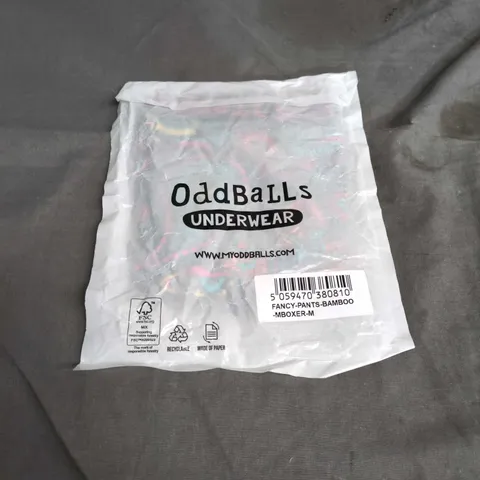 OddBaLLs
UNDERWEAR
WWW.MYODDBALLS.COM
5 059470 380810
FANCY-PANTS-BAMBOO
-MBOXER-M
FSC
MIX
RECYCLABLE
MADE OF PAPER